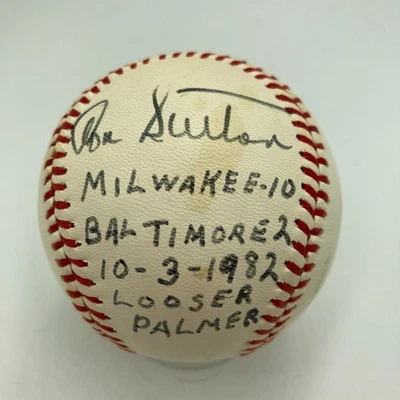 Don Sutton
MILWAKEE-10
BALTIMORE 2
10-3-1982
LOOSER
PALMER